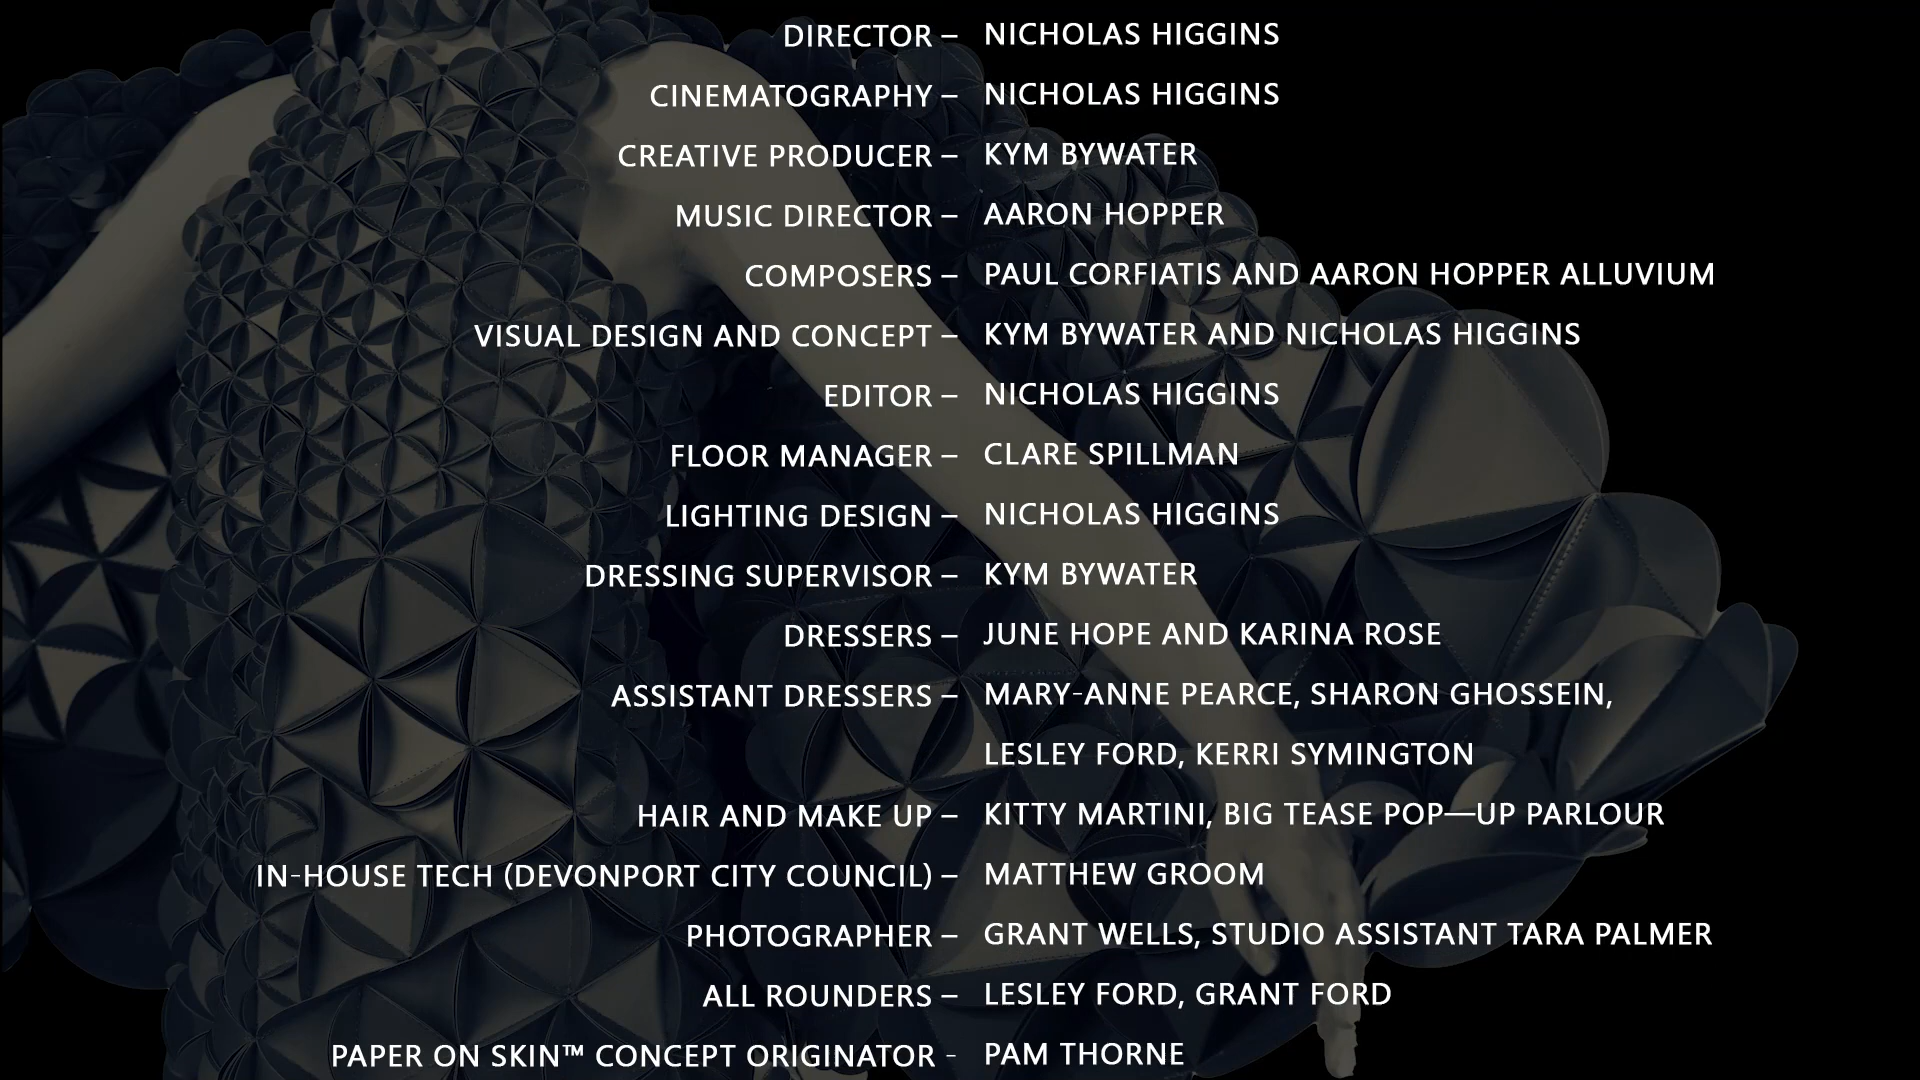 DIRECTOR – NICHOLAS HIGGINS
CINEMATOGRAPHY – NICHOLAS HIGGINS
CREATIVE PRODUCER – KYM BYWATER
MUSIC DIRECTOR – AARON HOPPER
COMPOSERS – PAUL CORFIATIS AND AARON HOPPER ALLUVIUM
VISUAL DESIGN AND CONCEPT – KYM BYWATER AND NICHOLAS HIGGINS
EDITOR – NICHOLAS HIGGINS
FLOOR MANAGER – CLARE SPILLMAN
LIGHTING DESIGN – NICHOLAS HIGGINS
DRESSING SUPERVISOR – KYM BYWATER
DRESSERS – JUNE HOPE AND KARINA ROSE
ASSISTANT DRESSERS – MARY-ANNE PEARCE, SHARON GHOSSEIN,
LESLEY FORD, KERRI SYMINGTON
HAIR AND MAKE UP – KITTY MARTINI, BIG TEASE POP—UP PARLOUR
IN-HOUSE TECH (DEVONPORT CITY COUNCIL) – MATTHEW GROOM
PHOTOGRAPHER – GRANT WELLS, STUDIO ASSISTANT TARA PALMER
ALL ROUNDERS – LESLEY FORD, GRANT FORD
PAPER ON SKIN™ CONCEPT ORIGINATOR - PAM THORNE